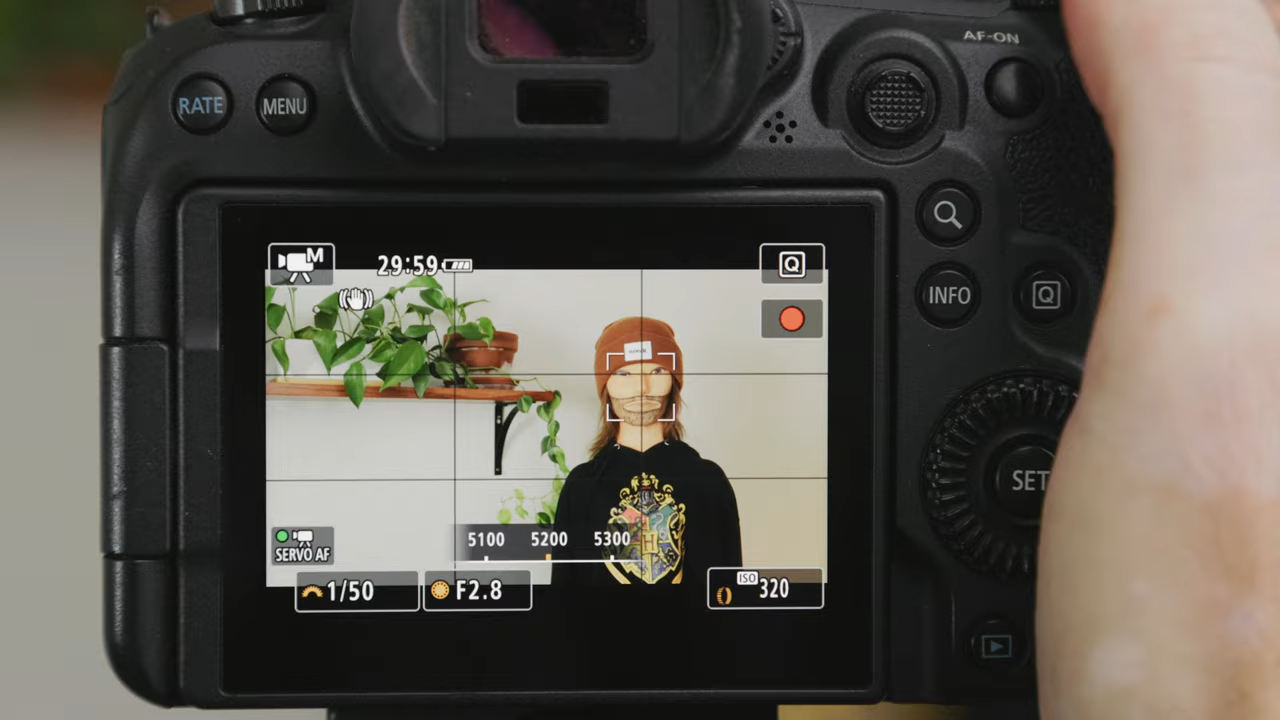 AF-ON
RATE MENU
M
29:59
Q
INFO
Q
SET
H
SERVO AF
5100 5200 5300
1/50
F2.8
ISO 320